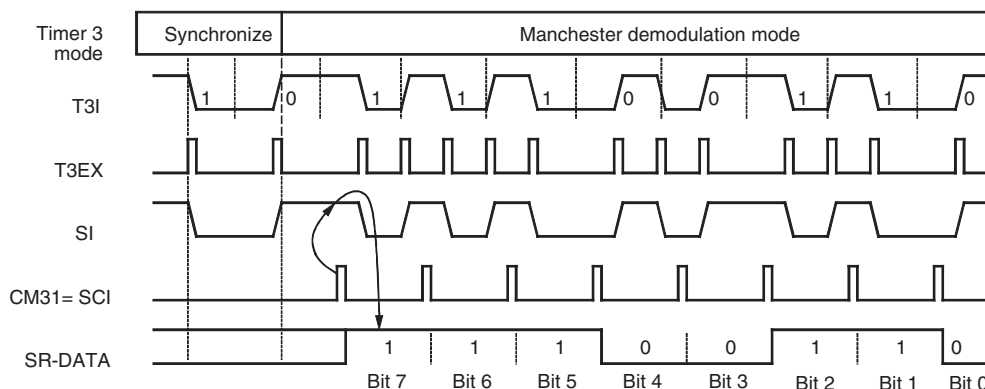 Timer 3 mode Synchronize Manchester demodulation mode
T3I 1 0 1 1 1 0 0 1 1 0
T3EX
SI
CM31= SCI
SR-DATA 1 1 1 0 0 1 1 0
Bit 7 Bit 6 Bit 5 Bit 4 Bit 3 Bit 2 Bit 1 Bit 0